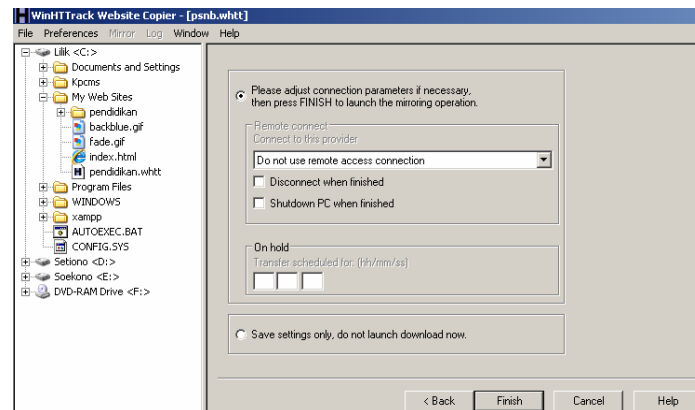 WinHTTrack Website Copier - [psnb.whtt]
File Preferences Mirror Log Window Help
Lilik <C:>
Documents and Settings
Kpcms
My Web Sites
pendidikan
backblue.gif
fade.gif
index.html
pendidikan.whtt
Program Files
WINDOWS
xampp
AUTOEXEC.BAT
CONFIG.SYS
Setiono <D:>
Soekono <E:>
DVD-RAM Drive <F:>
Please adjust connection parameters if necessary,
then press FINISH to launch the mirroring operation.
Remote connect
Connect to this provider
Do not use remote access connection
Disconnect when finished
Shutdown PC when finished
On hold
Transfer scheduled for: (hh/mm/ss)
Save settings only, do not launch download now.
< Back Finish Cancel Help